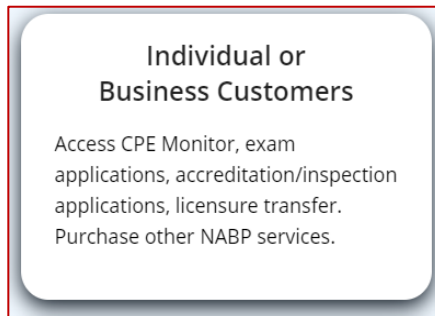 Individual or
Business Customers
Access CPE Monitor, exam
applications, accreditation/inspection
applications, licensure transfer.
Purchase other NABP services.